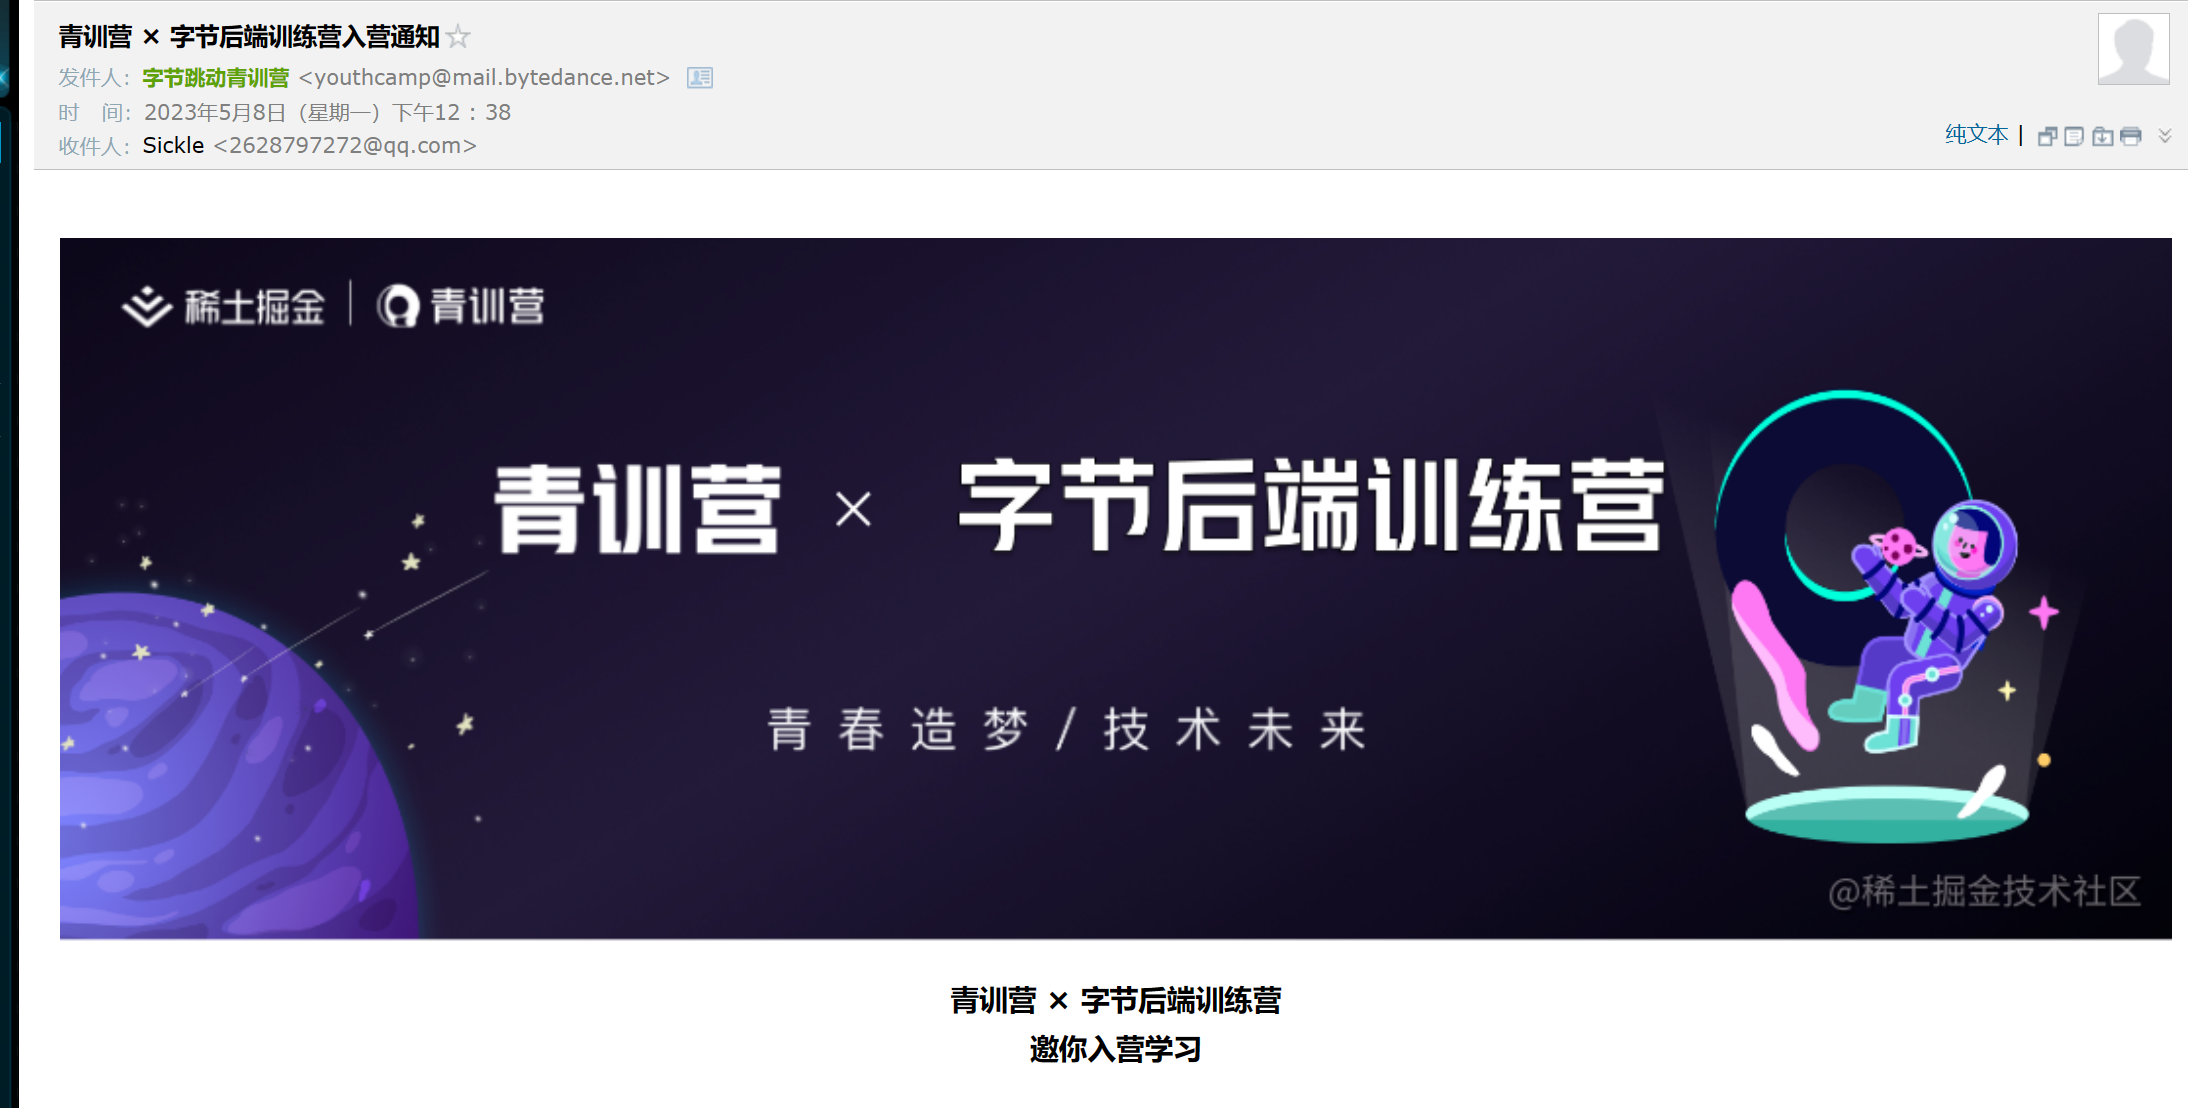 青训营 × 字节后端训练营入营通知
发件人：字节跳动青训营 <youthcamp@mail.bytedance.net>
时 间：2023年5月8日（星期一）下午12：38
收件人：Sickle <2628797272@qq.com>
纯文本 |
稀土掘金 | 青训营
青训营 × 字节后端训练营
青春造梦/技术未来
@稀土掘金技术社区
青训营 × 字节后端训练营
邀你入营学习